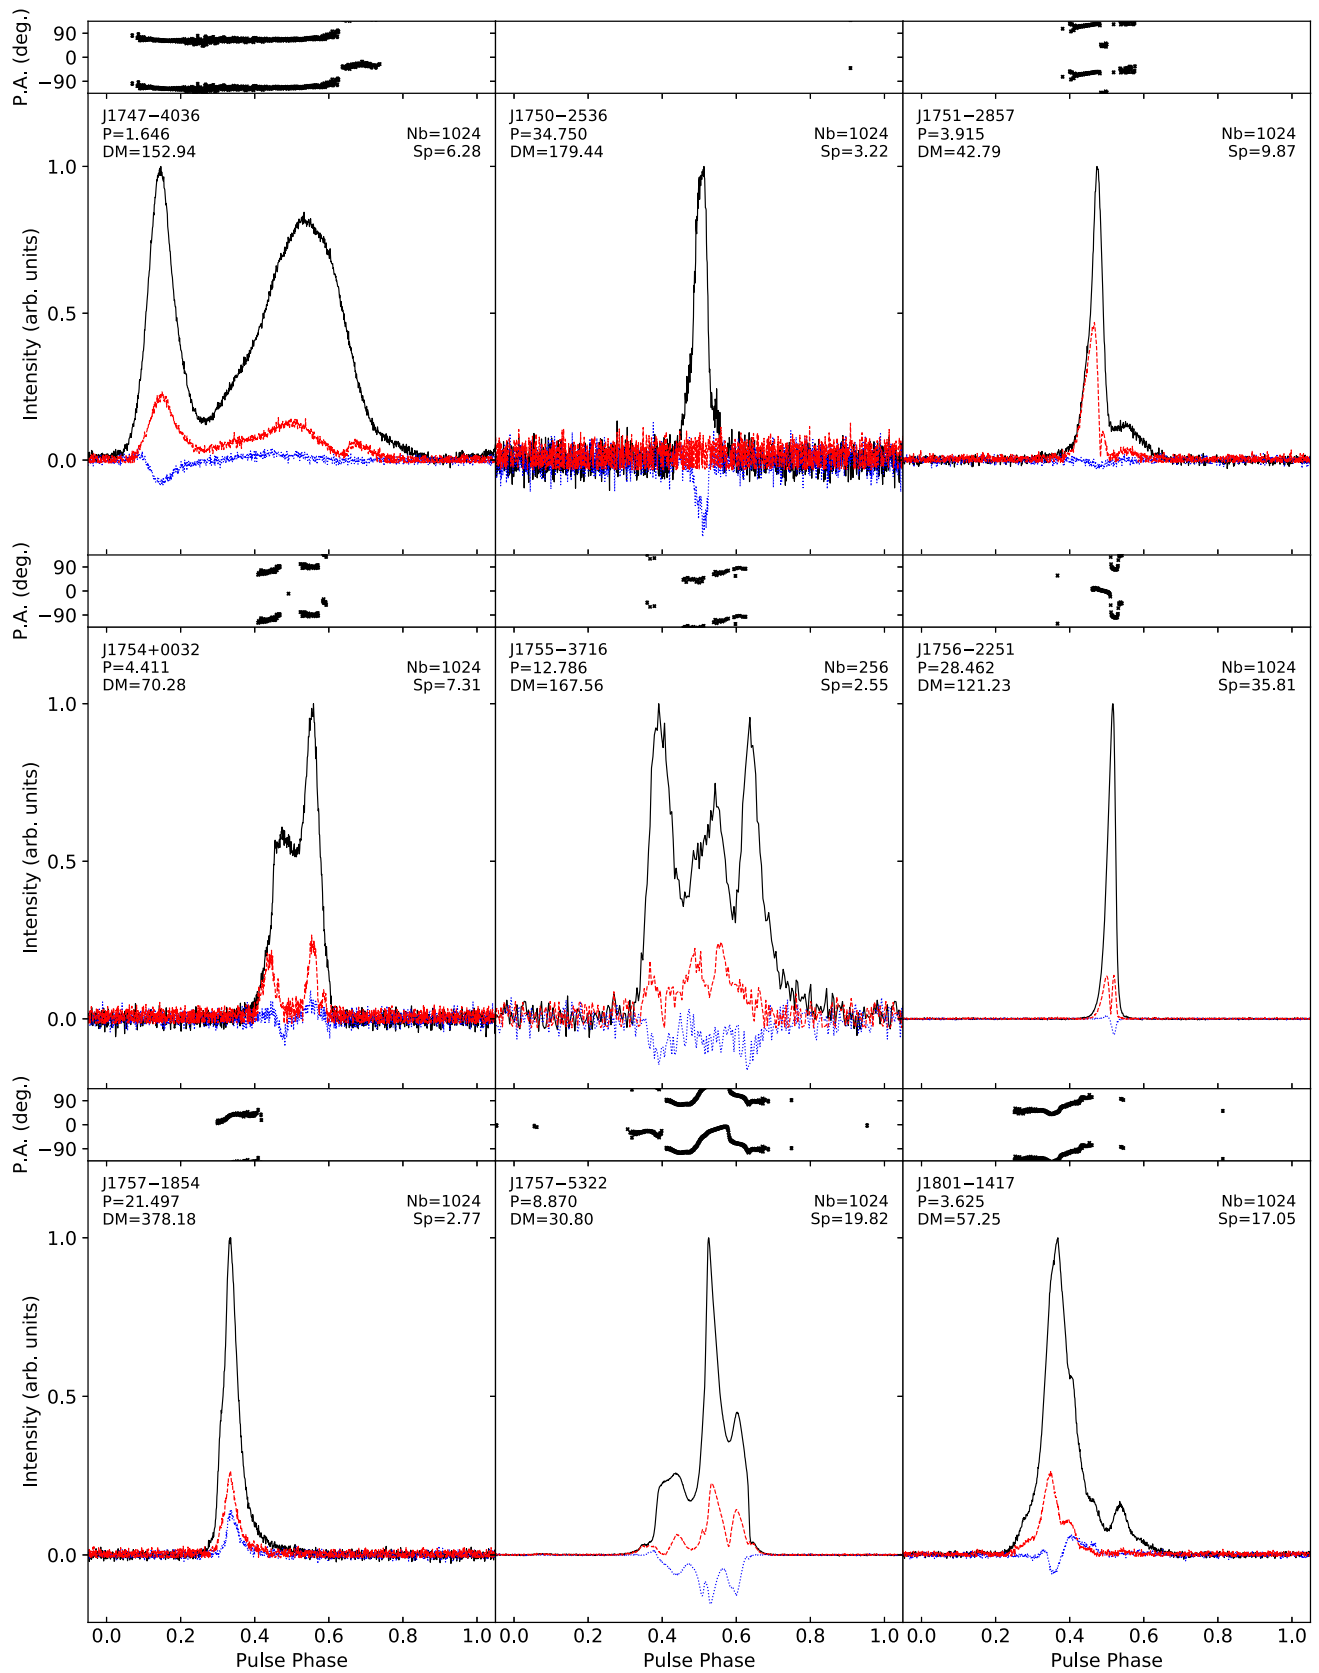 P.A. (deg.)
90
0
−90
J1747−4036
P=1.646
DM=152.94
Nb=1024
Sp=6.28
J1750−2536
P=34.750
DM=179.44
Nb=1024
Sp=3.22
J1751−2857
P=3.915
DM=42.79
Nb=1024
Sp=9.87
Intensity (arb. units)
1.0
0.5
0.0
P.A. (deg.)
90
0
−90
J1754+0032
P=4.411
DM=70.28
Nb=1024
Sp=7.31
J1755−3716
P=12.786
DM=167.56
Nb=256
Sp=2.55
J1756−2251
P=28.462
DM=121.23
Nb=1024
Sp=35.81
Intensity (arb. units)
1.0
0.5
0.0
P.A. (deg.)
90
0
−90
J1757−1854
P=21.497
DM=378.18
Nb=1024
Sp=2.77
J1757−5322
P=8.870
DM=30.80
Nb=1024
Sp=19.82
J1801−1417
P=3.625
DM=57.25
Nb=1024
Sp=17.05
Intensity (arb. units)
1.0
0.5
0.0
0.0 0.2 0.4 0.6 0.8 1.0
0.0 0.2 0.4 0.6 0.8 1.0
0.0 0.2 0.4 0.6 0.8 1.0
Pulse Phase
Pulse Phase
Pulse Phase